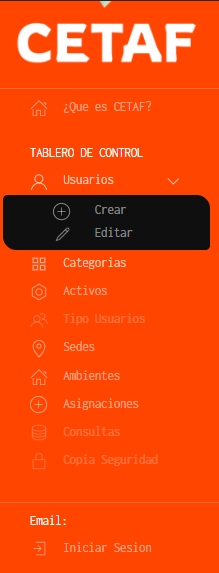 CETAF
¿Que es CETAF?
TABLERO DE CONTROL
Usuarios
Crear
Editar
Categorias
Activos
Tipo Usuarios
Sedes
Ambientes
Asignaciones
Consultas
Copia Seguridad
Email:
Iniciar Sesion